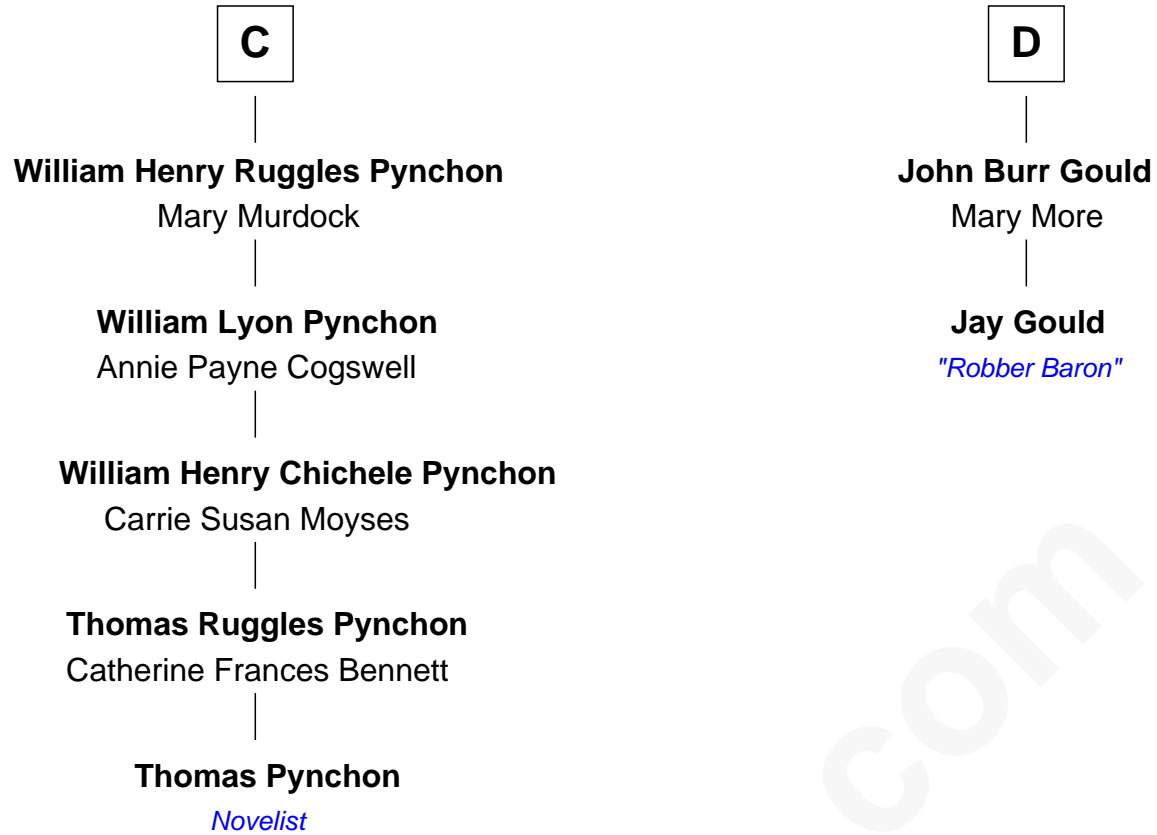 C
William Henry Ruggles Pynchon
Mary Murdock
William Lyon Pynchon
Annie Payne Cogswell
William Henry Chichele Pynchon
Carrie Susan Moyses
Thomas Ruggles Pynchon
Catherine Frances Bennett
Thomas Pynchon
Novelist
D
John Burr Gould
Mary More
Jay Gould
"Robber Baron"
com